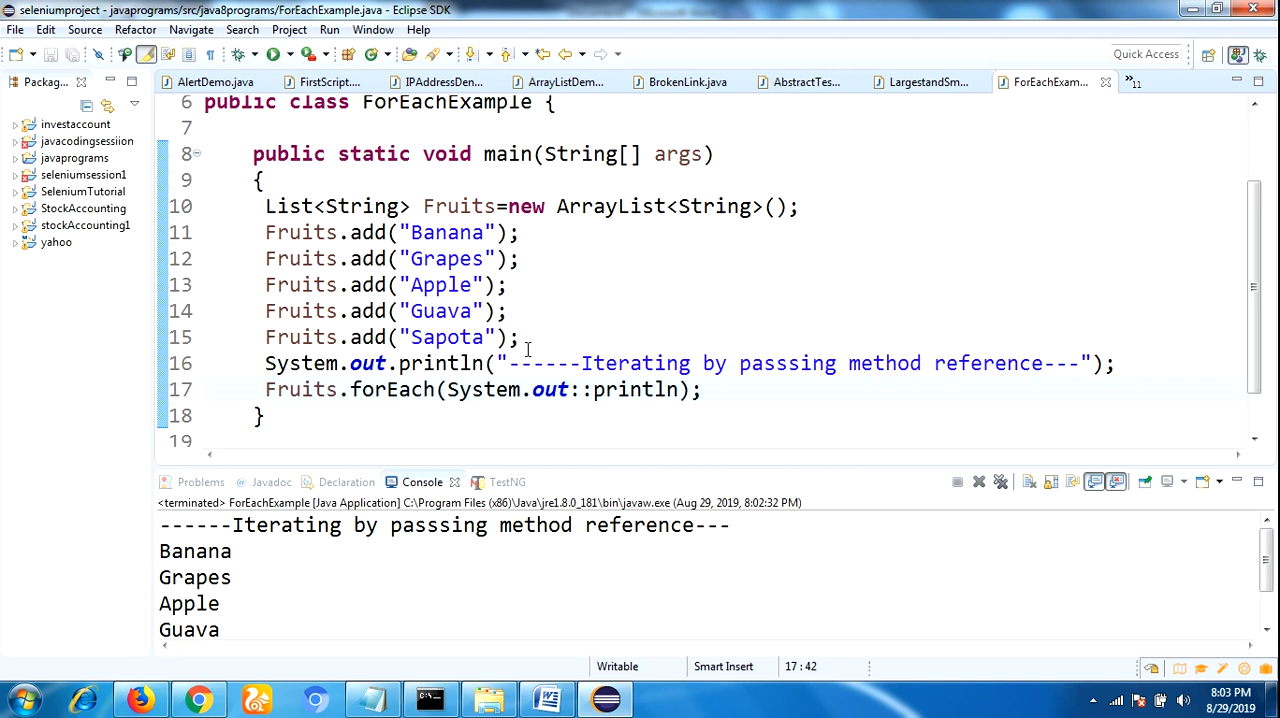 seleniumproject - javaprograms/src/java8programs/ForEachExample.java - Eclipse SDK
File Edit Source Refactor Navigate Search Project Run Window Help
Quick Access
Packag...
AlertDemo.java FirstScript.... IPAddressDen... ArrayListDem... BrokenLink.java AbstractTes... LargestandSm... ForEachExam... »11
investaccount
javacodingsessiion
javaprograms
seleniumsession1
SeleniumTutorial
StockAccounting
stockAccounting1
yahoo
6 public class ForEachExample {
7
8 public static void main(String[] args)
9 {
10 List<String> Fruits=new ArrayList<String>();
11 Fruits.add("Banana");
12 Fruits.add("Grapes");
13 Fruits.add("Apple");
14 Fruits.add("Guava");
15 Fruits.add("Sapota");
16 System.out.println("------Iterating by passsing method reference---");
17 Fruits.forEach(System.out::println);
18 }
19
Problems @ Javadoc Declaration Console TestNG
<terminated> ForEachExample [Java Application] C:\Program Files (x86)\Java\jre1.8.0_181\bin\javaw.exe (Aug 29, 2019, 8:02:32 PM)
------Iterating by passsing method reference---
Banana
Grapes
Apple
Guava
Writable Smart Insert 17 : 42
8:03 PM
8/29/2019